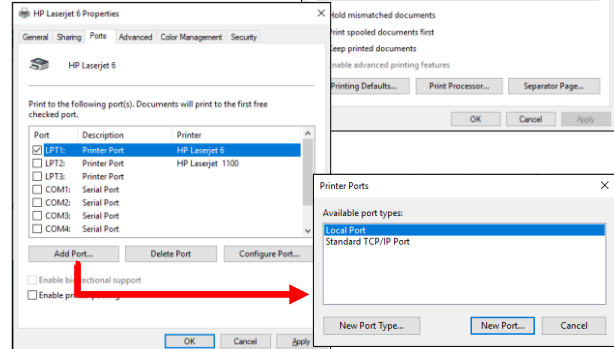 HP Laserjet 6 Properties
General Sharing Ports Advanced Color Management Security
HP Laserjet 6
Print to the following port(s). Documents will print to the first free
checked port.
Port Description Printer
LPT1: Printer Port HP Laserjet 6
LPT2: Printer Port HP Laserjet 1100
LPT3: Printer Port
COM1: Serial Port
COM2: Serial Port
COM3: Serial Port
COM4: Serial Port
Add Port... Delete Port Configure Port...
Enable bidirectional support
Enable
OK Cancel Apply
mismatched documents
spooled documents first
printed documents
advanced printing features
Printing Defaults... Print Processor... Separator Page...
OK Cancel Apply
Printer Ports
Available port types:
Local Port
Standard TCP/IP Port
New Port Type... New Port... Cancel